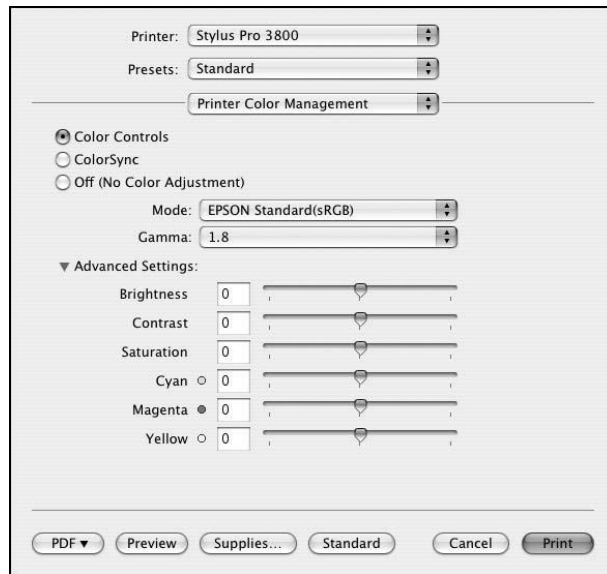 Printer: Stylus Pro 3800
Presets: Standard
Printer Color Management
Color Controls
ColorSync
Off (No Color Adjustment)
Mode: EPSON Standard(sRGB)
Gamma: 1.8
Advanced Settings:
Brightness 0
Contrast 0
Saturation 0
Cyan 0
Magenta 0
Yellow 0
PDF Preview Supplies... Standard Cancel Print